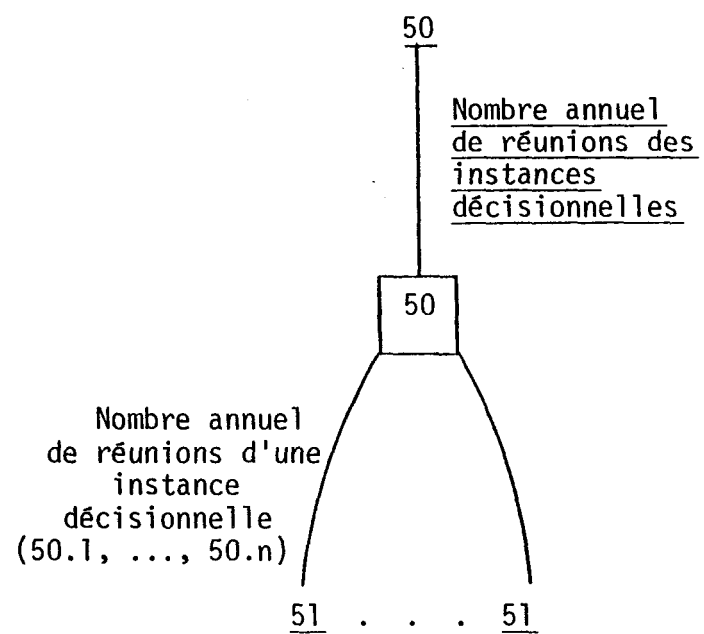 50
Nombre annuel
de réunions des
instances
décisionnelles
50
Nombre annuel
de réunions d'une
instance
décisionnelle
(50.1, ..., 50.n)
51 . . . 51